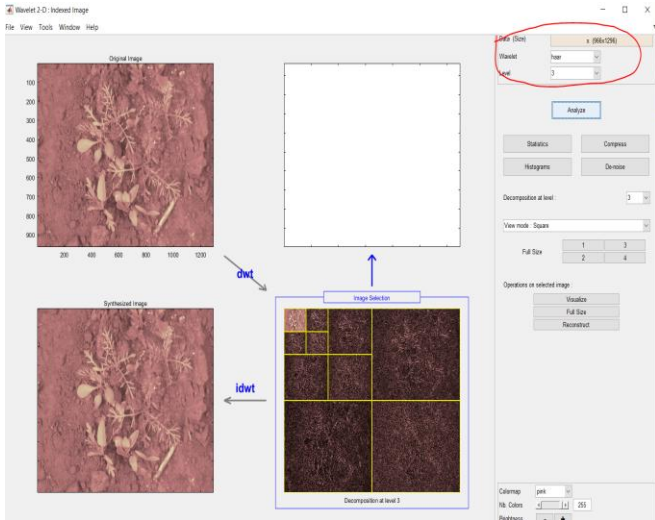 Wavelet 2-D : Indexed Image
File View Tools Window Help
Data (Size) x (966x1296)
Wavelet haar
Level 3
Analyze
Statistics Compress
Histograms De-noise
Decomposition at level : 3
View mode : Square
Full Size 1 3
2 4
Operations on selected image
Visualize
Full Size
Reconstruct
Colormap pink
Nb. Colors 255
Brightness - +
Original Image
100
200
300
400
500
600
700
800
900
200 400 600 800 1000 1200
dwt
Image Selection
Synthesized Image
idwt
Decomposition at level 3